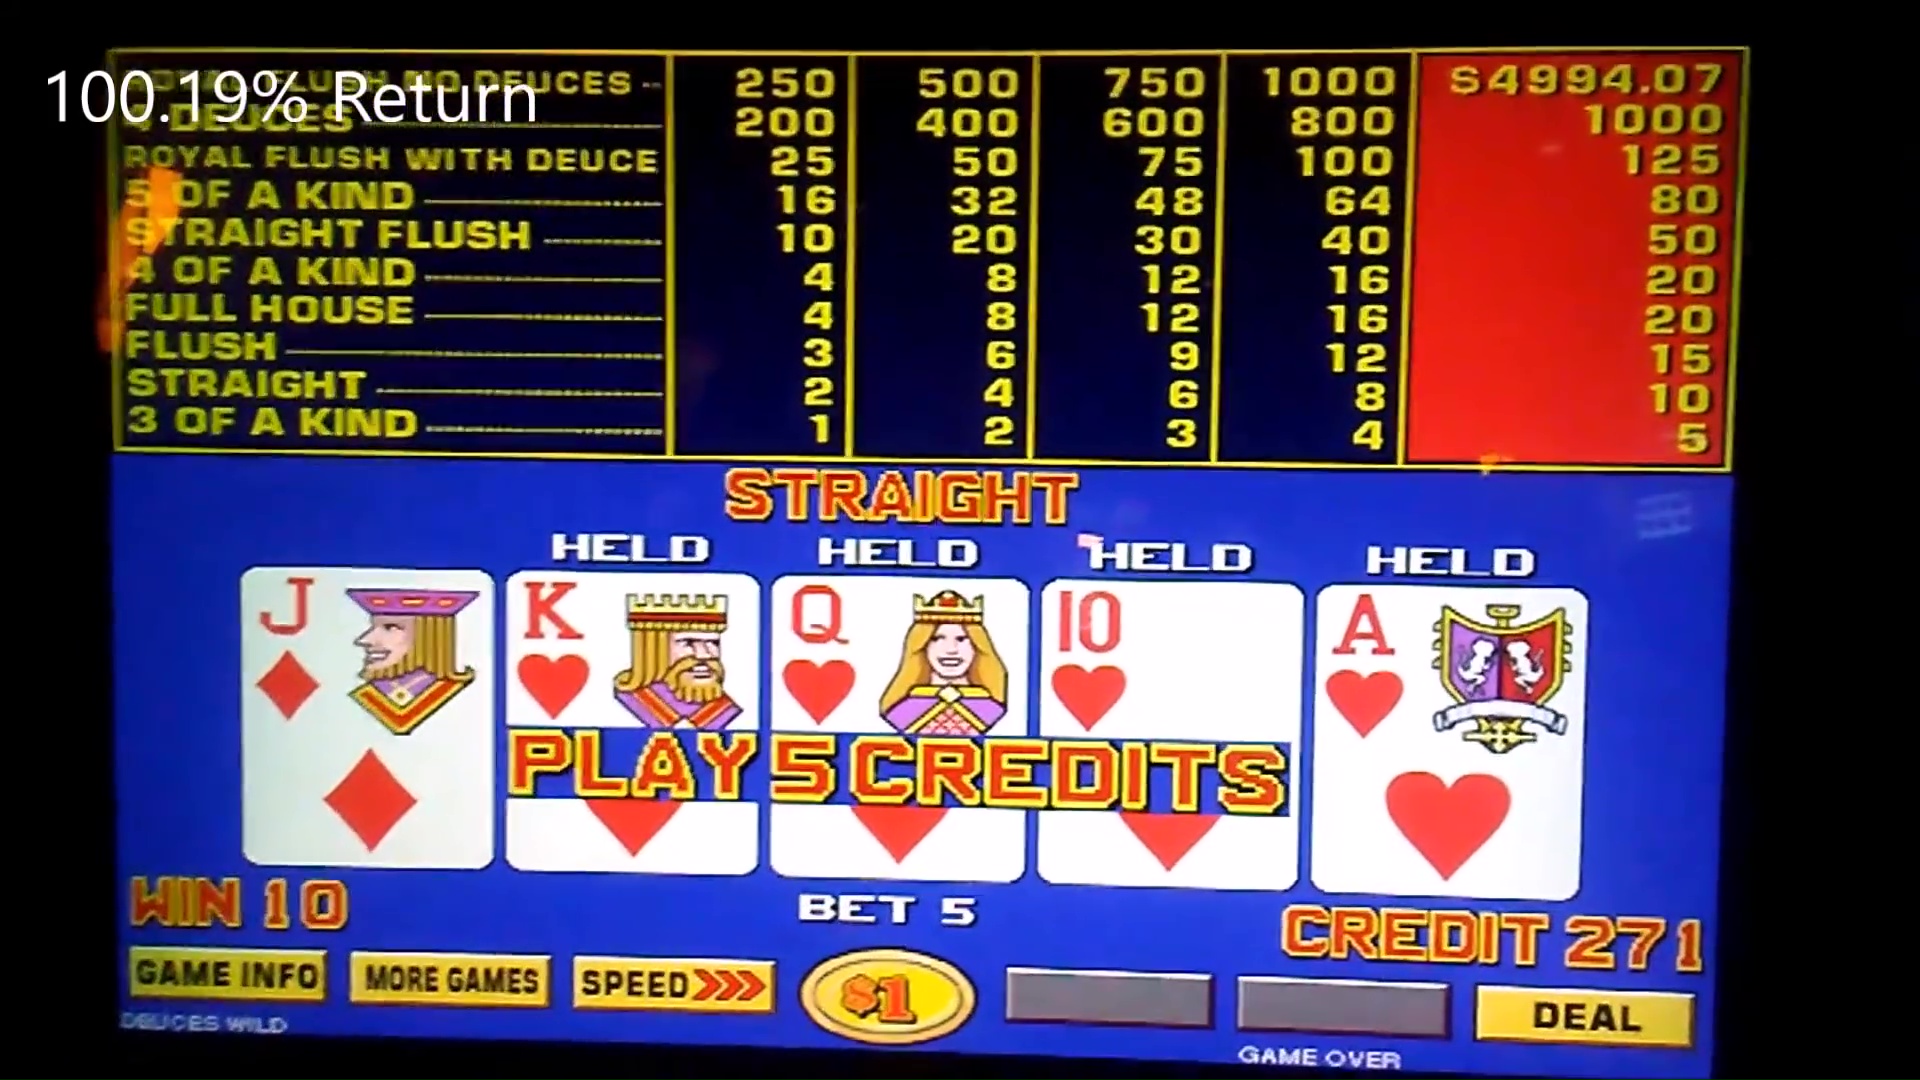 100.19% Return
FLUSH NO DEUCES 250 500 750 1000 $4994.07
4 DEUCES 200 400 600 800 1000
ROYAL FLUSH WITH DEUCE 25 50 75 100 125
5 OF A KIND 16 32 48 64 80
STRAIGHT FLUSH 10 20 30 40 50
4 OF A KIND 4 8 12 16 20
FULL HOUSE 4 8 12 16 20
FLUSH 3 6 9 12 15
STRAIGHT 2 4 6 8 10
3 OF A KIND 1 2 3 4 5
STRAIGHT
HELD HELD HELD HELD
J K Q 10 A
PLAY 5 CREDITS
WIN 10 BET 5 CREDIT 271
GAME INFO MORE GAMES SPEED $1 DEAL
DEUCES WILD GAME OVER